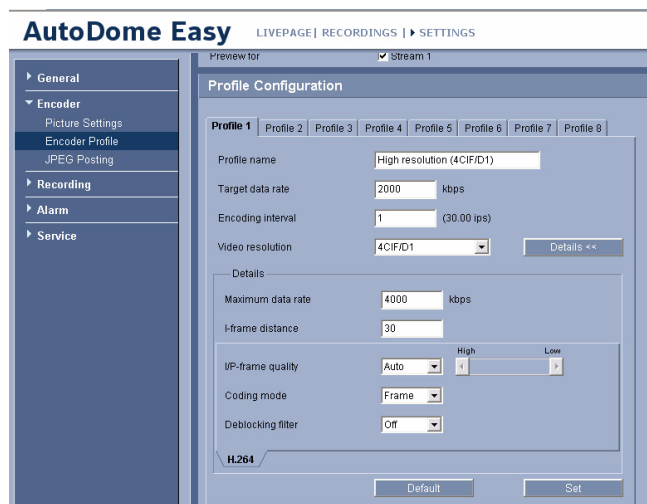 AutoDome Easy LIVEPAGE| RECORDINGS | SETTINGS
General
Encoder
Picture Settings
Encoder Profile
JPEG Posting
Recording
Alarm
Service
Preview for Stream 1
Profile Configuration
Profile 1 Profile 2 Profile 3 Profile 4 Profile 5 Profile 6 Profile 7 Profile 8
Profile name High resolution (4CIF/D1)
Target data rate 2000 kbps
Encoding interval 1 (30.00 ips)
Video resolution 4CIF/D1 Details <<
Details
Maximum data rate 4000 kbps
I-frame distance 30
High Low
I/P-frame quality Auto
Coding mode Frame
Deblocking filter Off
H.264
Default Set